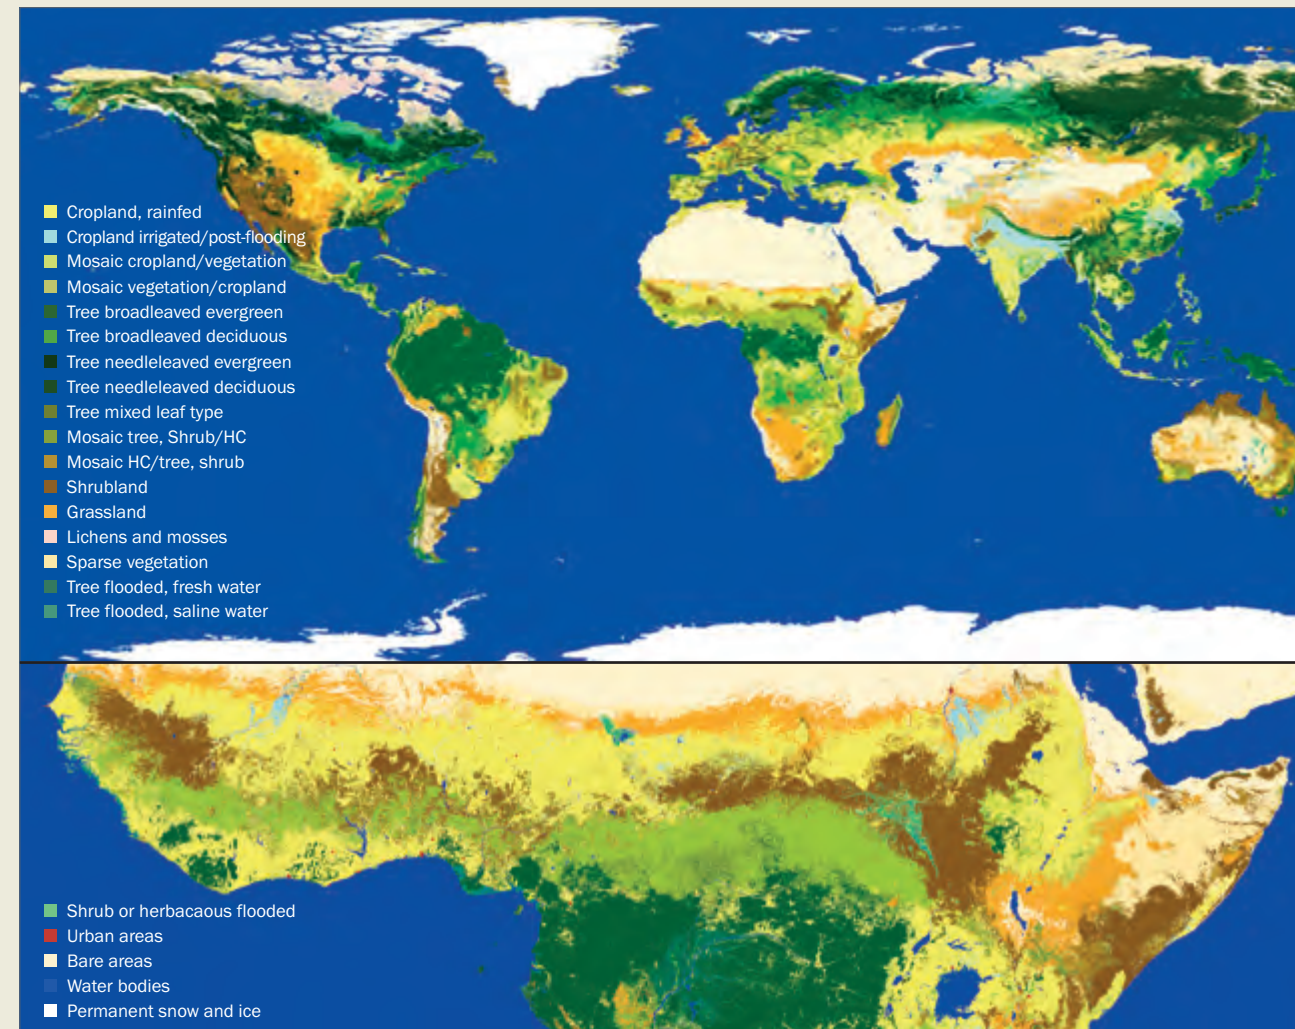 Cropland, rainfed
Cropland irrigated/post-flooding
Mosaic cropland/vegetation
Mosaic vegetation/cropland
Tree broadleaved evergreen
Tree broadleaved deciduous
Tree needleleaved evergreen
Tree needleleaved deciduous
Tree mixed leaf type
Mosaic tree, Shrub/HC
Mosaic HC/tree, shrub
Shrubland
Grassland
Lichens and mosses
Sparse vegetation
Tree flooded, fresh water
Tree flooded, saline water
Shrub or herbacaous flooded
Urban areas
Bare areas
Water bodies
Permanent snow and ice